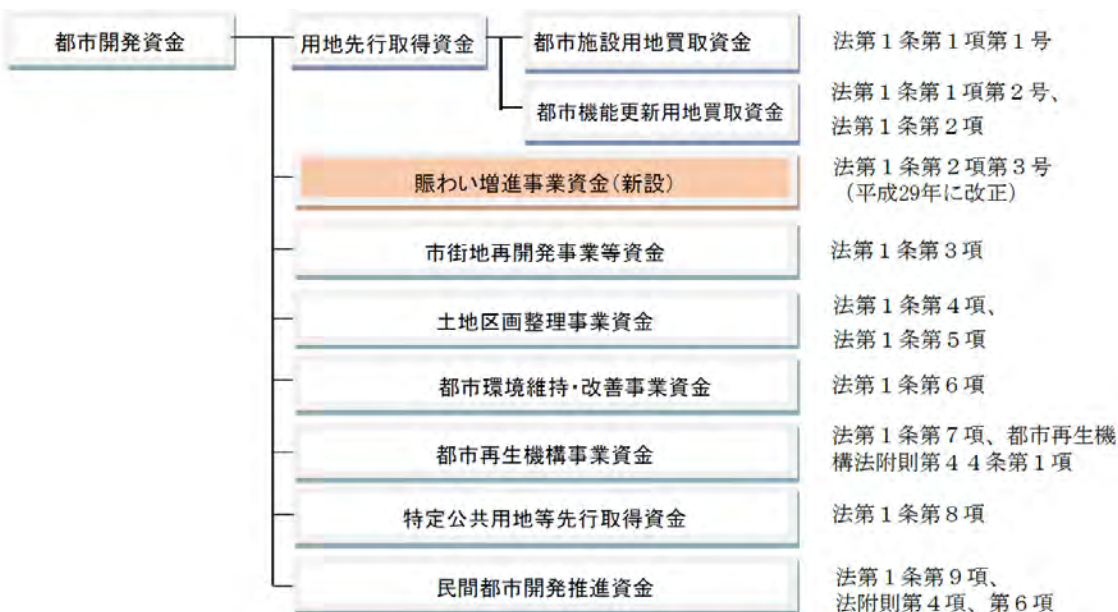 都市開発資金
用地先行取得資金
都市施設用地買取資金
法第1条第1項第1号
都市機能更新用地買取資金
法第1条第1項第2号、
法第1条第2項
賑わい増進事業資金(新設)
法第1条第2項第3号
(平成29年に改正)
市街地再開発事業等資金
法第1条第3項
土地区画整理事業資金
法第1条第4項、
法第1条第5項
都市環境維持・改善事業資金
法第1条第6項
都市再生機構事業資金
法第1条第7項、都市再生機
構法附則第44条第1項
特定公共用地等先行取得資金
法第1条第8項
民間都市開発推進資金
法第1条第9項、
法附則第4項、第6項